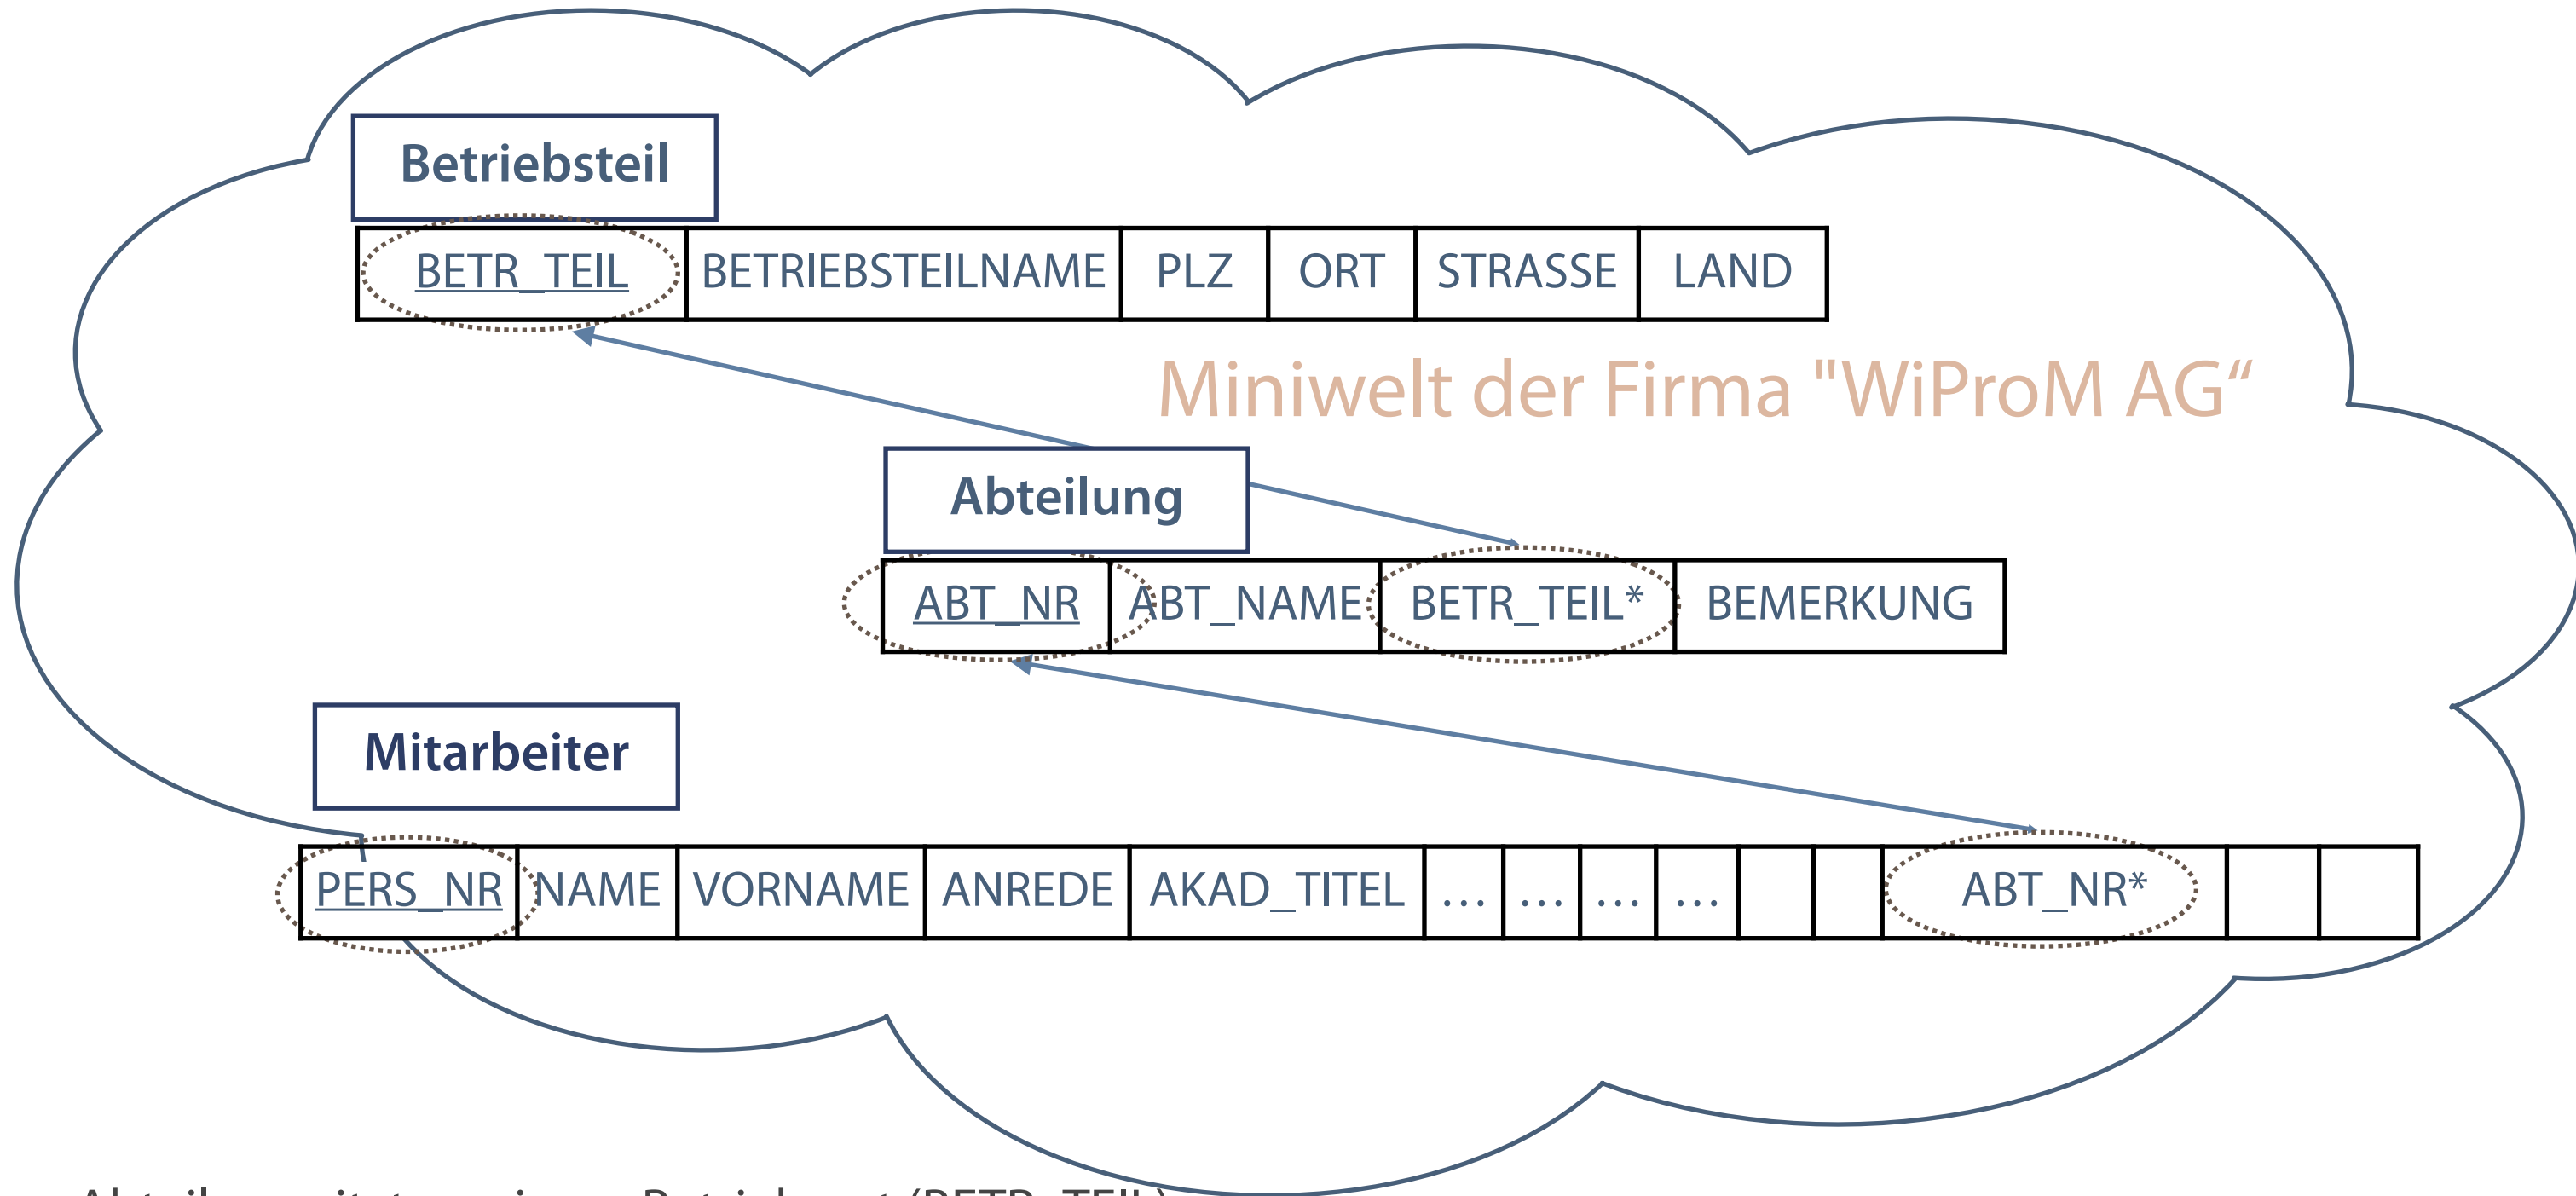 Betriebsteil
BETR_TEIL BETRIEBSTEILNAME PLZ ORT STRASSE LAND
Miniwelt der Firma "WiProM AG“
Abteilung
ABT_NR ABT_NAME BETR_TEIL* BEMERKUNG
Mitarbeiter
PERS_NR NAME VORNAME ANREDE AKAD_TITEL … … … … ABT_NR*
(BETR_TEIL)